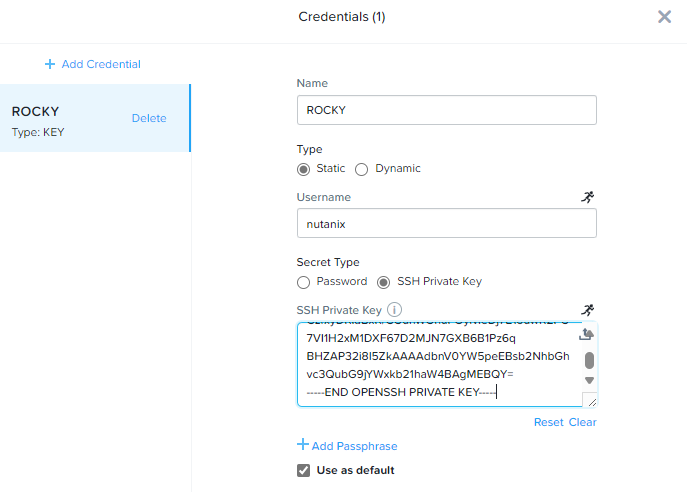 Credentials (1)
Add Credential
ROCKY
Type: KEY
Delete
Name
ROCKY
Type
Static
Dynamic
Username
nutanix
Secret Type
Password
SSH Private Key
SSH Private Key
7VI1H2xM1DXF67D2MJN7GXB6B1Pz6q
BHZAP32i8I5ZkAAAAdbnV0YW5peEBsb2NhbGh
vc3QubG9jYWxkb21haW4BAgMEBQY=
-----END OPENSSH PRIVATE KEY-----
Reset Clear
Add Passphrase
Use as default